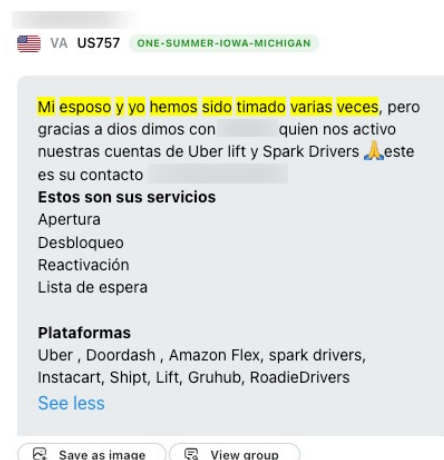 VA US757 ONE-SUMMER-IOWA-MICHIGAN
Mi esposo y yo hemos sido timado varias veces, pero
gracias a dios dimos con quien nos activo
nuestras cuentas de Uber lift y Spark Drivers 🙏este
es su contacto
Estos son sus servicios
Apertura
Desbloqueo
Reactivación
Lista de espera
Plataformas
Uber , Doordash , Amazon Flex, spark drivers,
Instacart, Shipt, Lift, Gruhub, RoadieDrivers
See less
Save as image View group